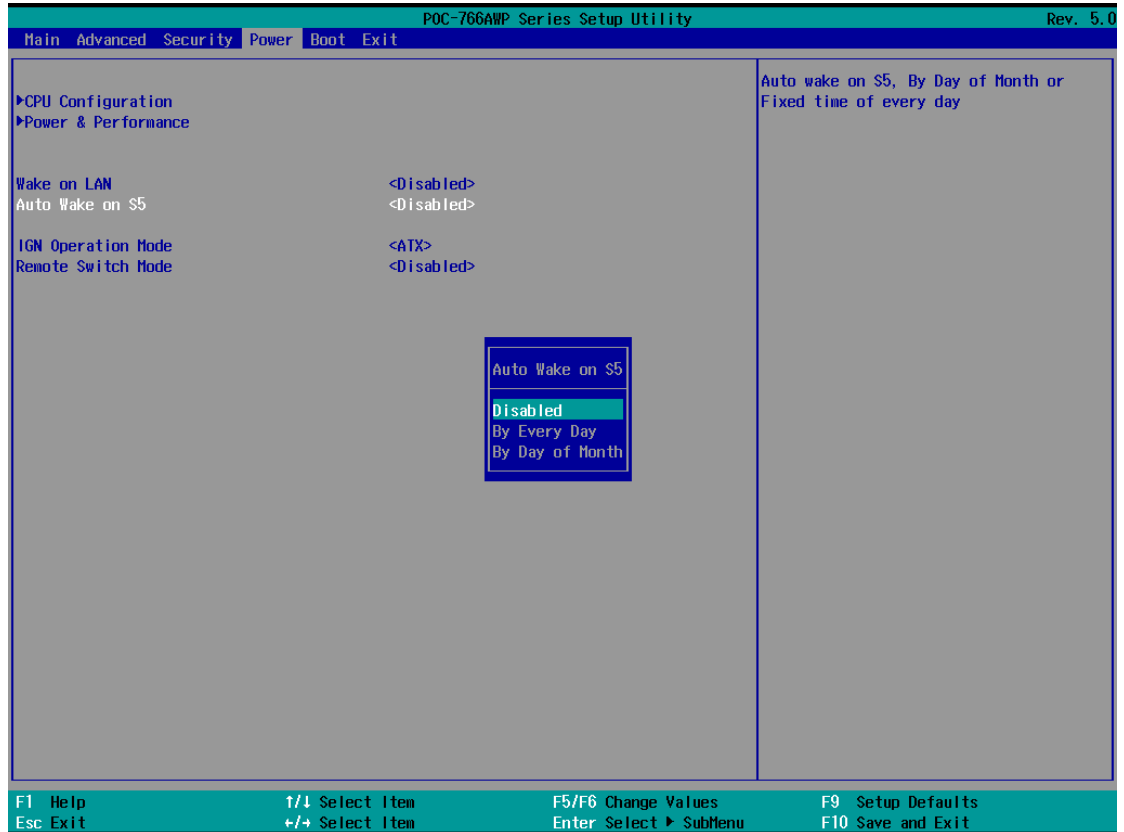 POC-766AWP Series Setup Utility Rev. 5.0
Main Advanced Security Power Boot Exit
▶CPU Configuration
▶Power & Performance
Wake on LAN <Disabled>
Auto Wake on S5 <Disabled>
IGN Operation Mode <ATX>
Remote Switch Mode <Disabled>
Auto wake on S5, By Day of Month or
Fixed time of every day
Auto Wake on S5
Disabled
By Every Day
By Day of Month
F1 Help ↑/↓ Select Item F5/F6 Change Values F9 Setup Defaults
Esc Exit ←/→ Select Item Enter Select ▶ SubMenu F10 Save and Exit